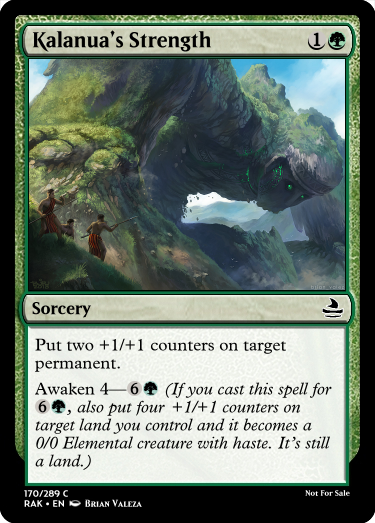 Kalanua's Strength 1
Sorcery
Put two +1/+1 counters on target
permanent.
Awaken 4—6 (If you cast this spell for
6, also put four +1/+1 counters on
target land you control and it becomes a
0/0 Elemental creature with haste. It's still
a land.)
170/289 C
Not For Sale
RAK • EN Brian Valeza